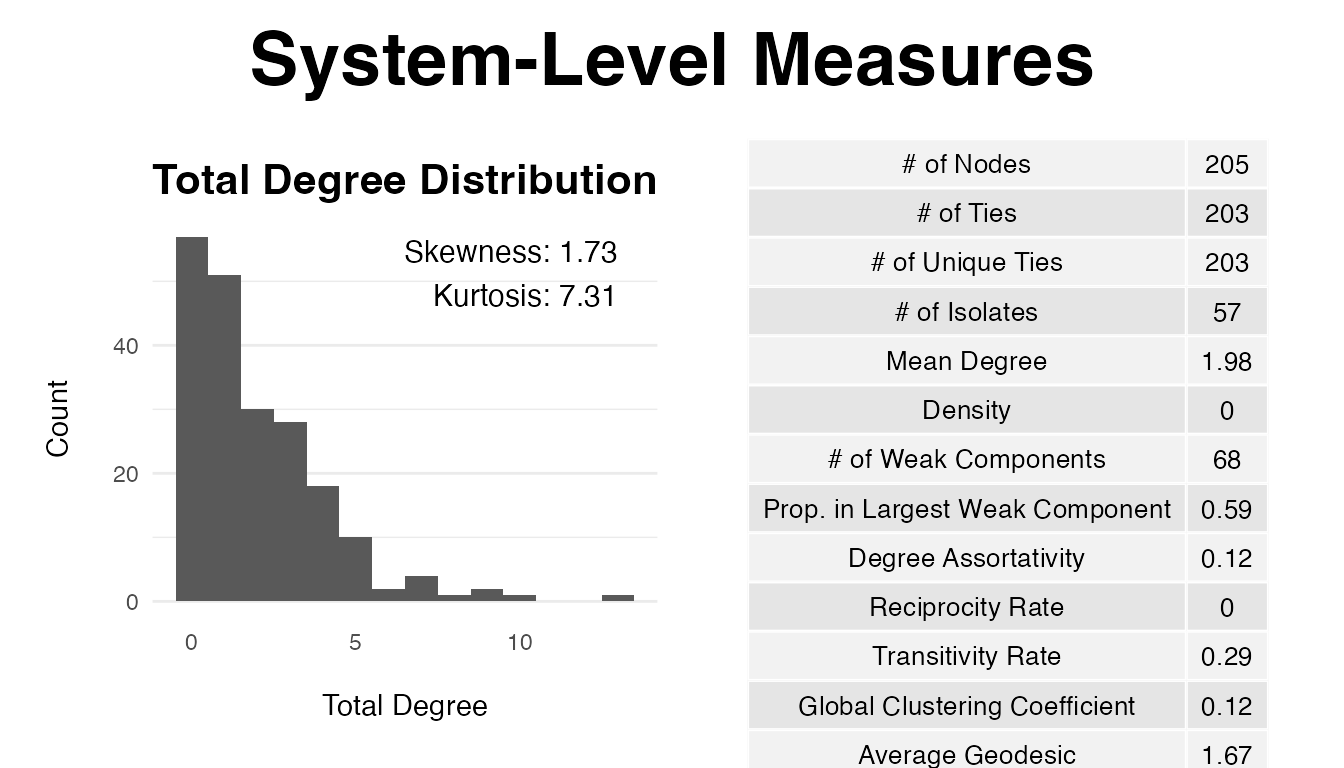 System-Level Measures
Total Degree Distribution
Skewness: 1.73
Kurtosis: 7.31
Count
40
20
0
0 5 10
Total Degree
# of Nodes 205
# of Ties 203
# of Unique Ties 203
# of Isolates 57
Mean Degree 1.98
Density 0
# of Weak Components 68
Prop. in Largest Weak Component 0.59
Degree Assortativity 0.12
Reciprocity Rate 0
Transitivity Rate 0.29
Global Clustering Coefficient 0.12
Average Geodesic 1.67